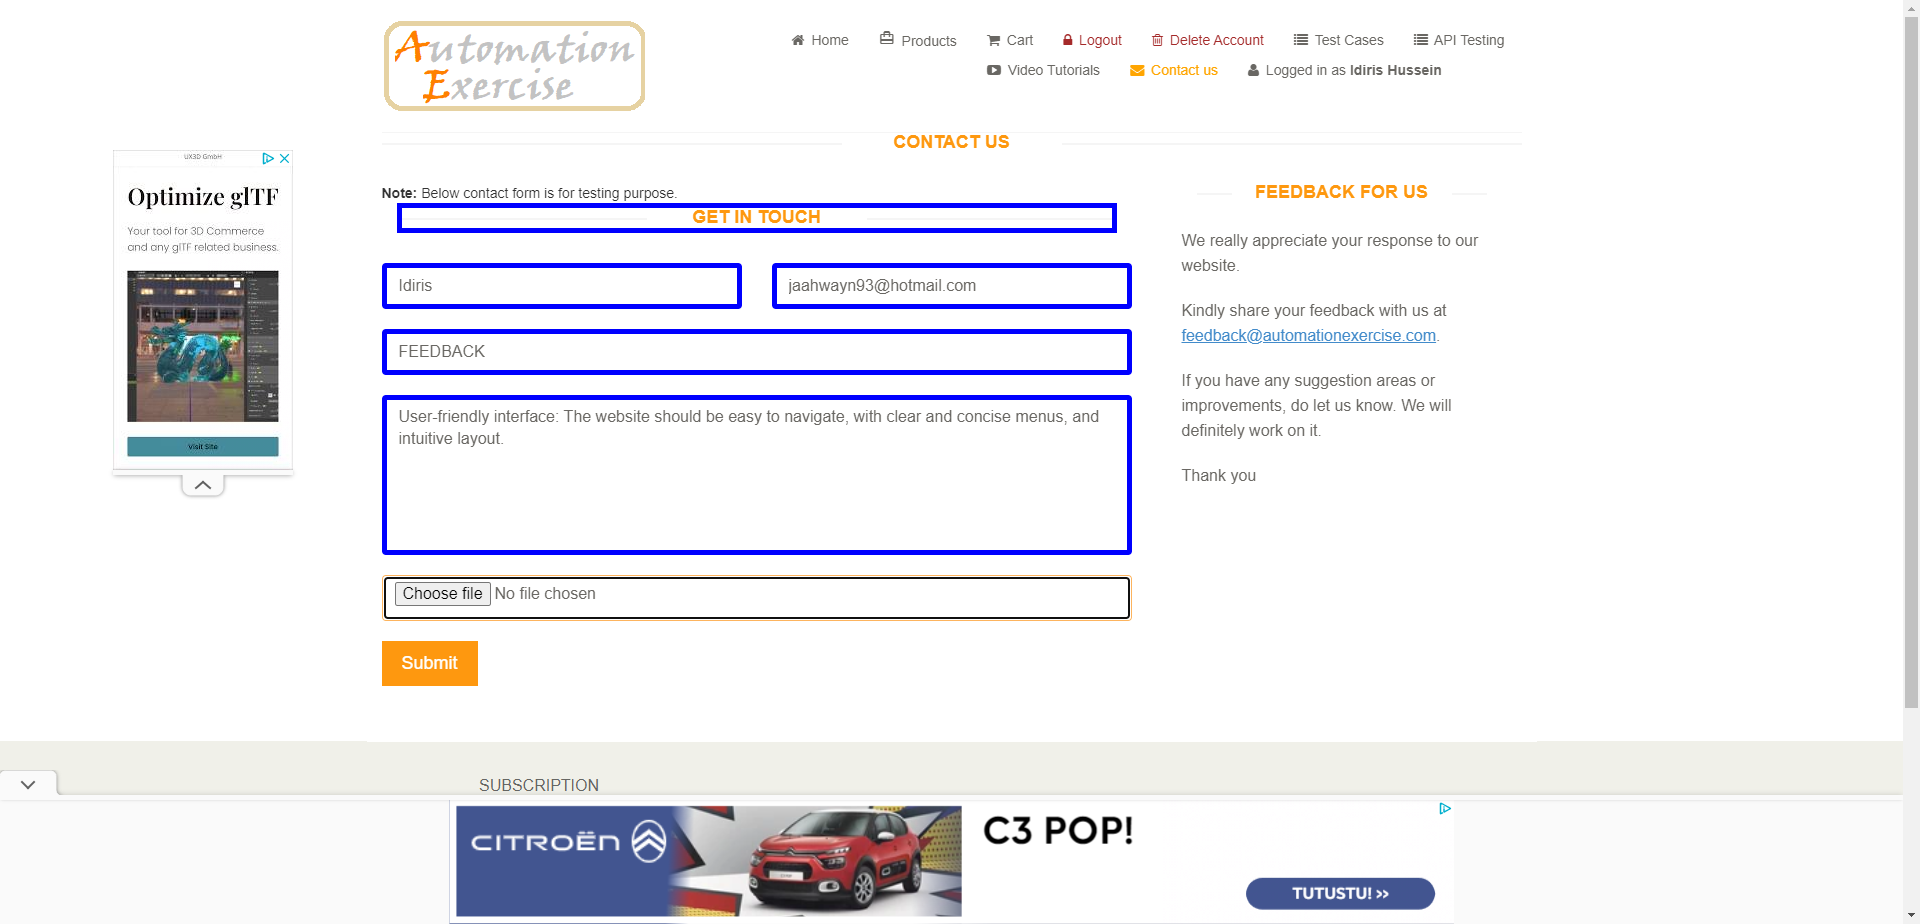 Automation
Exercise
Home
Products
Cart
Logout
Delete Account
Test Cases
API Testing
Video Tutorials
Contact us
Logged in as Idiris Hussein
CONTACT US
UX3D GmbH
Optimize glTF
Your tool for 3D Commerce
and any glTF related business.
Visit Site
Note: Below contact form is for testing purpose.
GET IN TOUCH
Idiris
jaahwayn93@hotmail.com
FEEDBACK
User-friendly interface: The website should be easy to navigate, with clear and concise menus, and
intuitive layout.
Choose file No file chosen
Submit
FEEDBACK FOR US
We really appreciate your response to our
website.
Kindly share your feedback with us at
feedback@automationexercise.com.
If you have any suggestion areas or
improvements, do let us know. We will
definitely work on it.
Thank you
SUBSCRIPTION
CITROËN
C3 POP!
TUTUSTU! >>